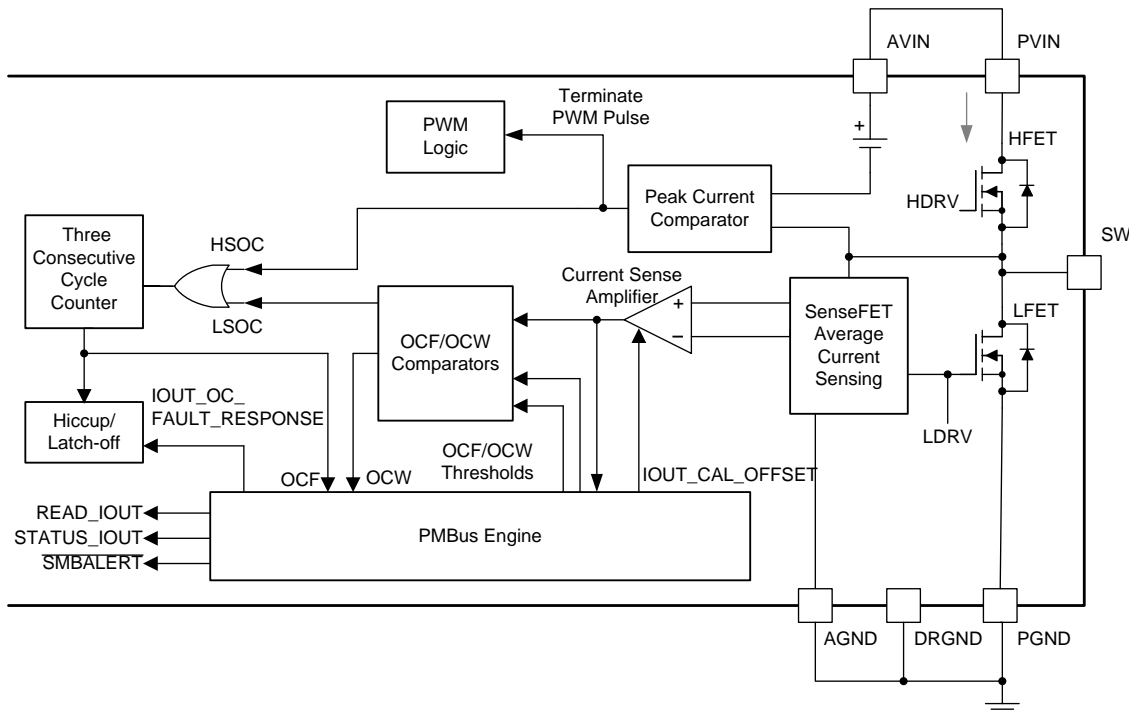 AVIN
PVIN
Terminate
PWM Pulse
PWM
Logic
+
HFET
Peak Current
Comparator
HDRV
Three
Consecutive
Cycle
Counter
HSOC
SW
Current Sense
Amplifier
LSOC
+
−
SenseFET
Average
Current
Sensing
LFET
OCF/OCW
Comparators
IOUT_OC_
FAULT_RESPONSE
Hiccup/
Latch-off
LDRV
OCF/OCW
Thresholds
OCF
OCW
IOUT_CAL_OFFSET
READ_IOUT
STATUS_IOUT
SMBALERT
PMBus Engine
AGND
DRGND
PGND